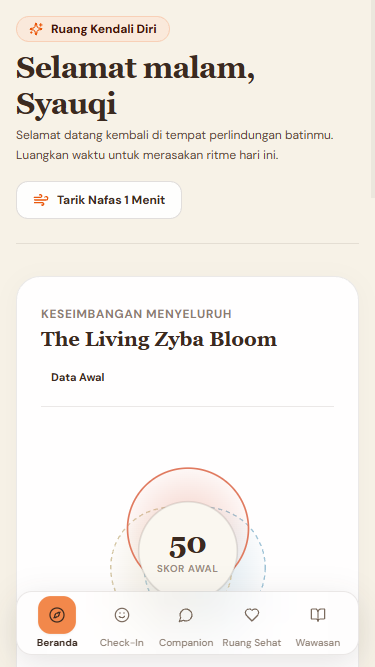 Ruang Kendali Diri
Selamat malam,
Syauqi
Selamat datang kembali di tempat perlindungan batinmu.
Luangkan waktu untuk merasakan ritme hari ini.
Tarik Nafas 1 Menit
KESEIMBANGAN MENYELURUH
The Living Zyba Bloom
Data Awal
50
SKOR AWAL
Beranda
Check-In
Companion
Ruang Sehat
Wawasan